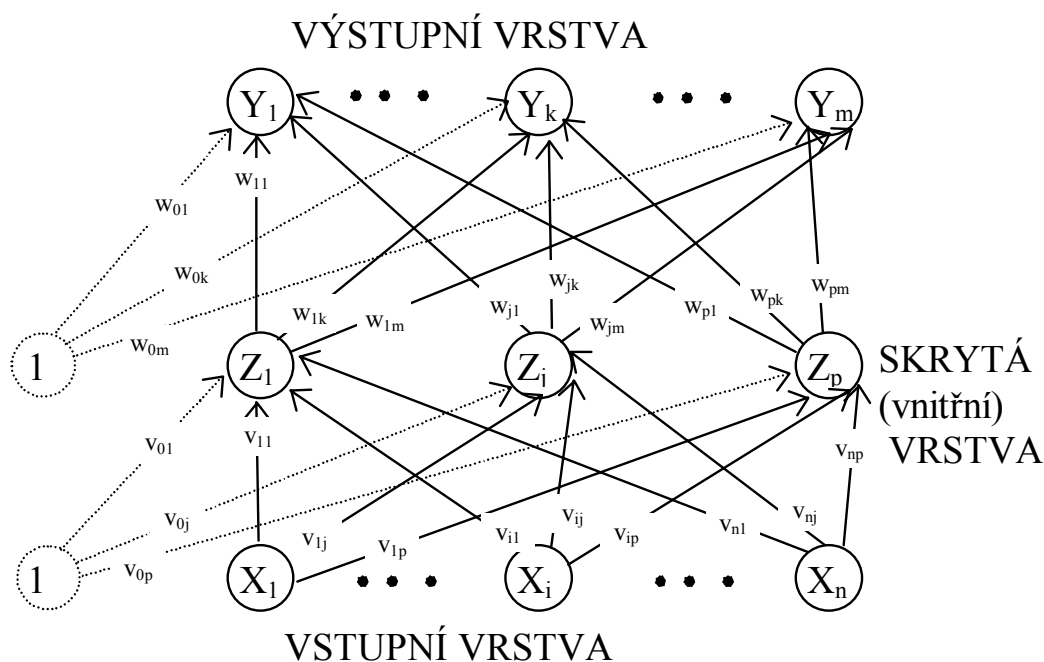 VÝSTUPNÍ VRSTVA
Y₁ Yₖ Yₘ
w₁₁
w₀₁
w₀ₖ wⱼₖ wₚₘ
w₁ₖ w₁ₘ wⱼ₁ wⱼₘ wₚ₁ wₚₖ
w₀ₘ
1 Z₁ Zⱼ Zₚ SKRYTÁ
(vnitřní)
VRSTVA
v₀₁ v₁₁ vₙₚ
v₀ⱼ v₁ⱼ v₁ₚ vᵢ₁ vᵢⱼ vᵢₚ vₙ₁ vₙⱼ
v₀ₚ
1 X₁ Xᵢ Xₙ
VSTUPNÍ VRSTVA